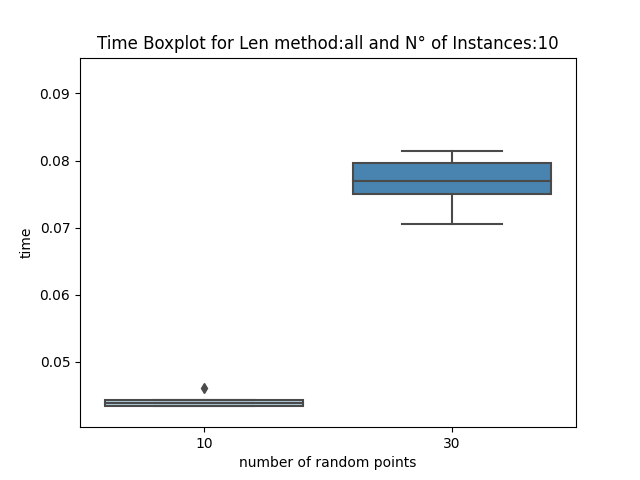 Time Boxplot for Len method:all and N° of Instances:10
0.09
0.08
0.07
0.06
0.05
time
10 30
number of random points